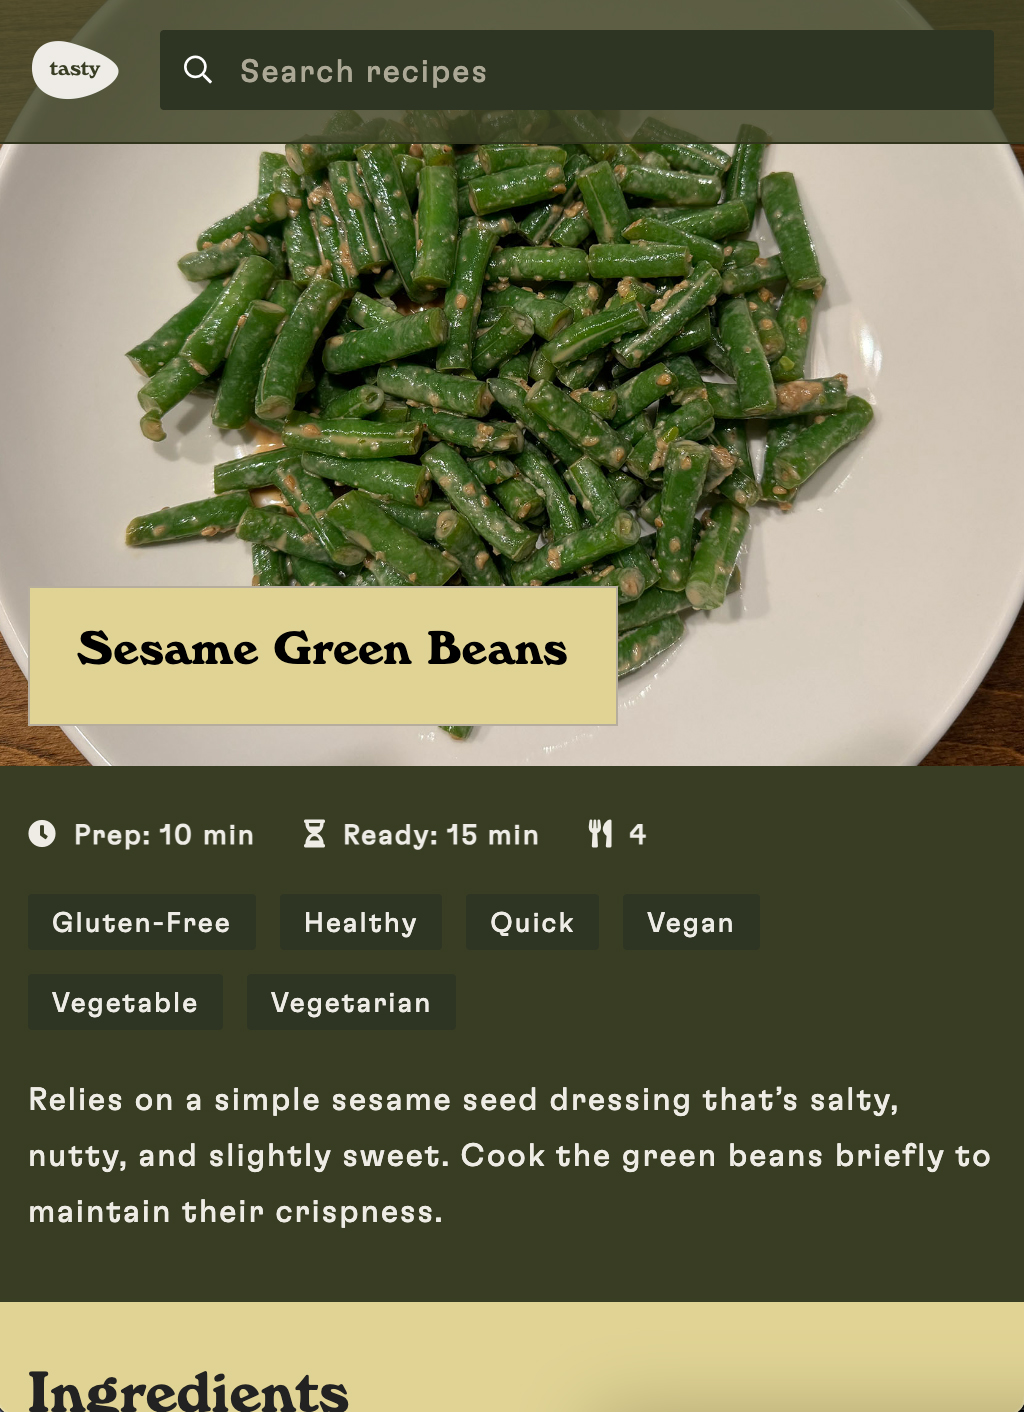 tasty
Search recipes
Sesame Green Beans
Prep: 10 min
Ready: 15 min
4
Gluten-Free
Healthy
Quick
Vegan
Vegetable
Vegetarian
Relies on a simple sesame seed dressing that’s salty,
nutty, and slightly sweet. Cook the green beans briefly to
maintain their crispness.
Ingredients